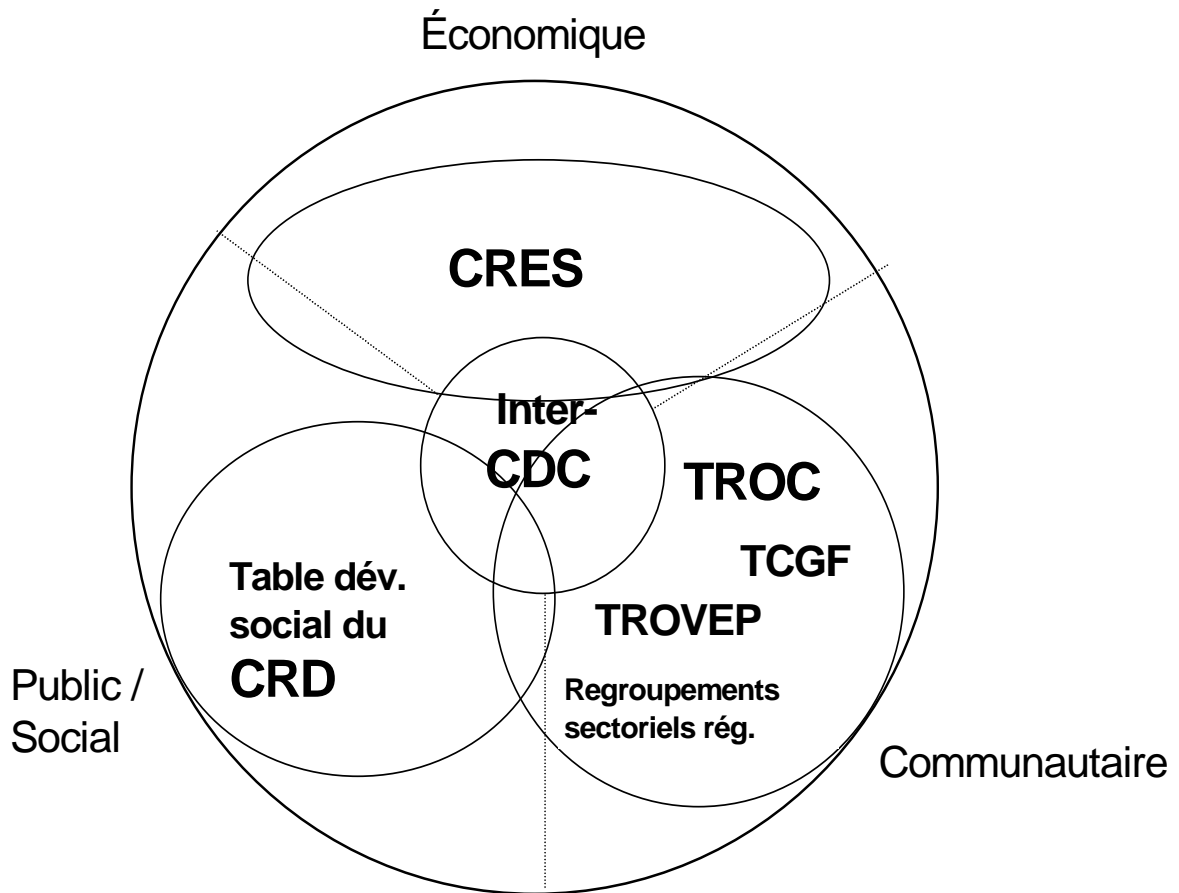 Économique
CRES
Inter-
CDC
TROC
TCGF
Table dév.
social du
CRD
TROVEP
Regroupements
sectoriels rég.
Public /
Social
Communautaire